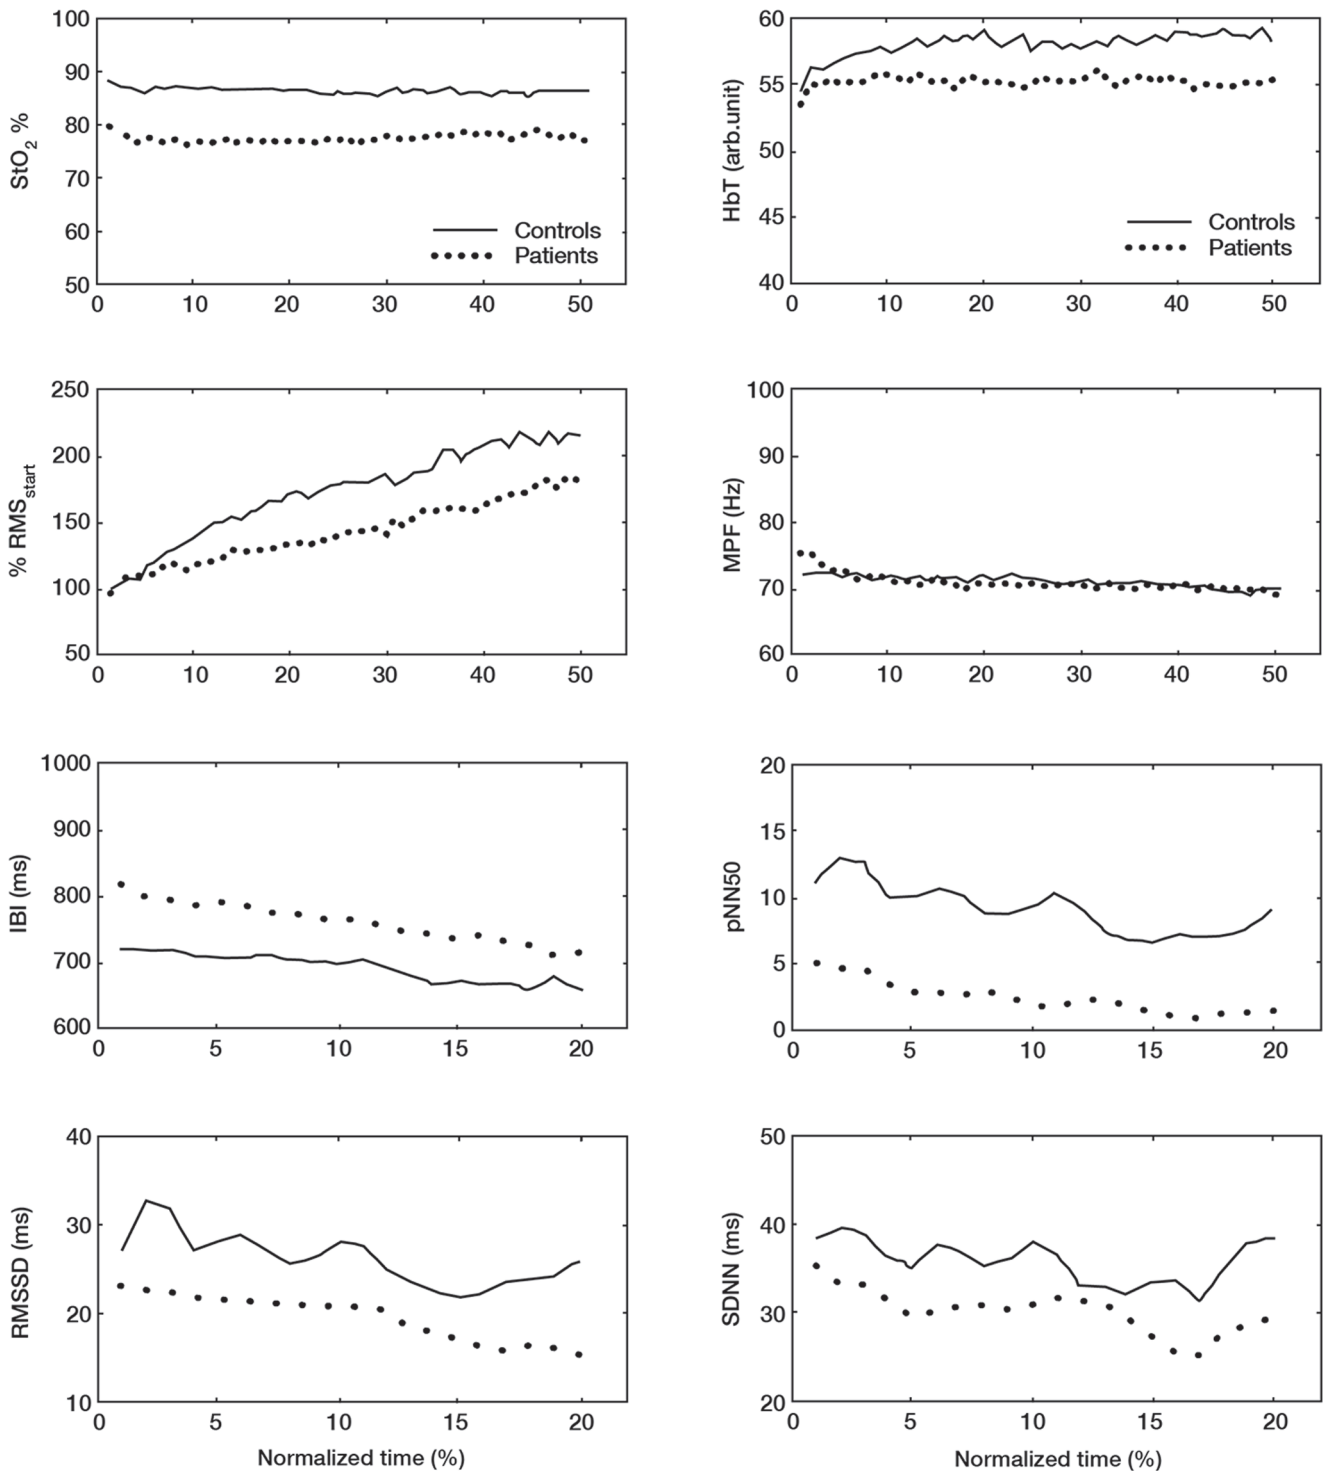 100
90
80
70
60
50
StO2 %
Controls
Patients
0 10 20 30 40 50
60
55
50
45
40
HbT (arb.unit)
Controls
Patients
0 10 20 30 40 50
250
200
150
100
50
% RMSstart
0 10 20 30 40 50
100
90
80
70
60
MPF (Hz)
0 10 20 30 40 50
1000
900
800
700
600
IBI (ms)
0 5 10 15 20
20
15
10
5
0
pNN50
0 5 10 15 20
40
30
20
10
RMSSD (ms)
0 5 10 15 20
Normalized time (%)
50
40
30
20
SDNN (ms)
0 5 10 15 20
Normalized time (%)